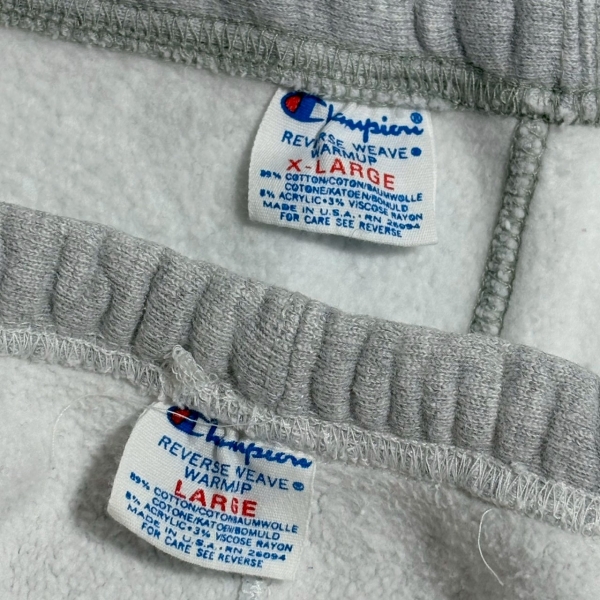 Champion®
REVERSE WEAVE®
WARMUP
X-LARGE
89% COTTON/COTON/BAUMWOLLE
COTONE/KATOEN/BOMULD
8% ACRYLIC+3% VISCOSE RAYON
MADE IN U.S.A., RN 26094
FOR CARE SEE REVERSE
Champion
REVERSE WEAVE®
WARMUP
LARGE
89% COTTON/COTON/BAUMWOLLE
COTONE/KATOEN/BOMULD
8% ACRYLIC+3% VISCOSE RAYON
MADE IN U.S.A., RN 26094
FOR CARE SEE REVERSE